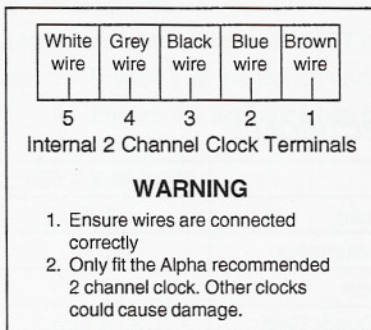 White Grey Black Blue Brown
wire wire wire wire wire
5 4 3 2 1
Internal 2 Channel Clock Terminals
WARNING
1. Ensure wires are connected
correctly
2. Only fit the Alpha recommended
2 channel clock. Other clocks
could cause damage.